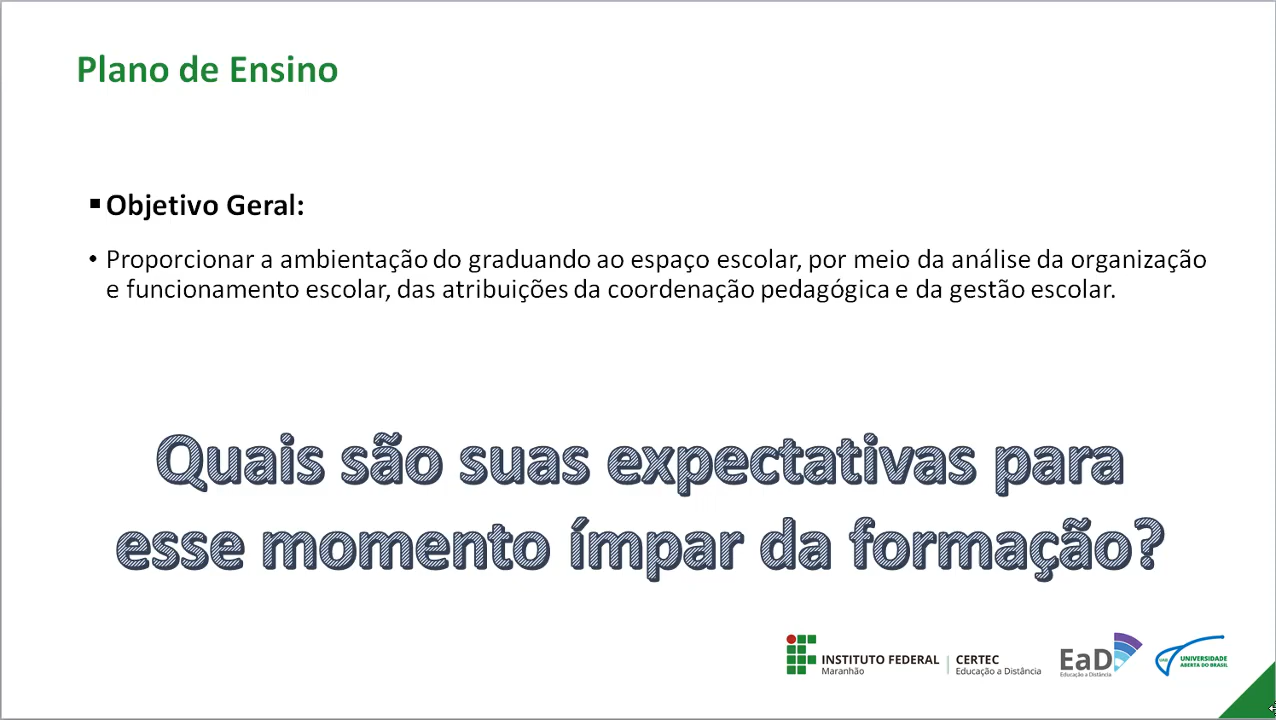 Plano de Ensino
▪Objetivo Geral:
• Proporcionar a ambientação do graduando ao espaço escolar, por meio da análise da organização
e funcionamento escolar, das atribuições da coordenação pedagógica e da gestão escolar.
Quais são suas expectativas para
esse momento ímpar da formação?
INSTITUTO FEDERAL
Maranhão
CERTEC
Educação a Distância
EaD
Educação a Distância
UNIVERSIDADE
ABERTA DO BRASIL